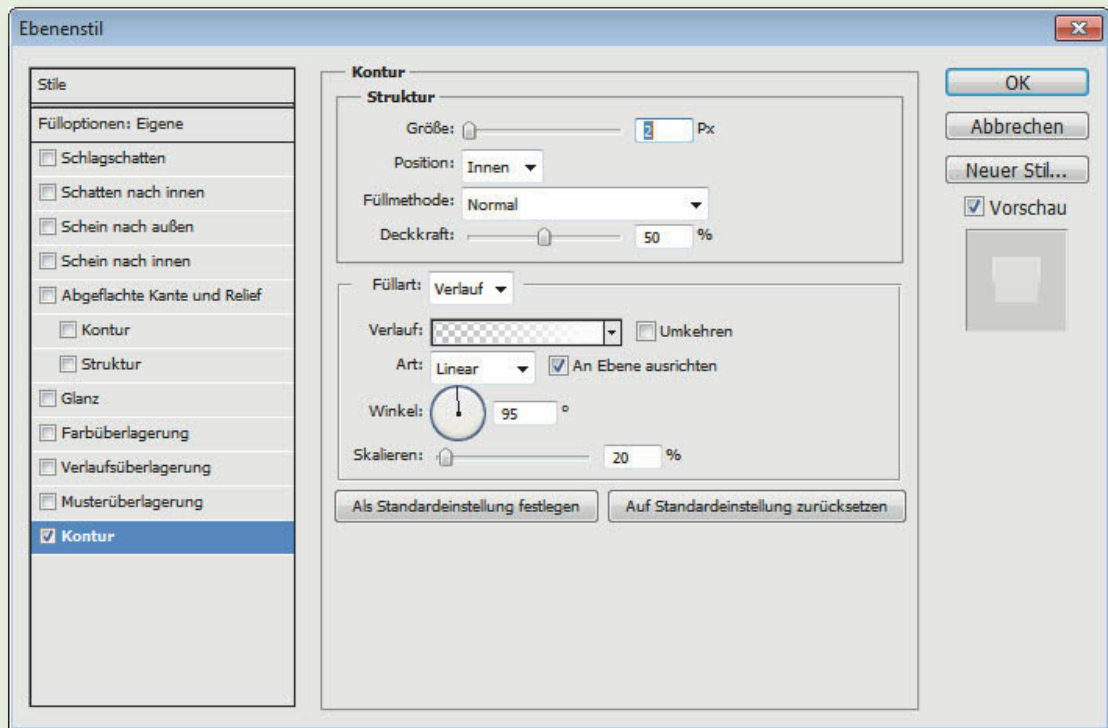 Ebenenstil
Stile
Fülloptionen: Eigene
Schlagschatten
Schatten nach innen
Schein nach außen
Schein nach innen
Abgeflachte Kante und Relief
Kontur
Struktur
Glanz
Farbüberlagerung
Verlaufsüberlagerung
Musterüberlagerung
Kontur
Kontur
Struktur
Größe: 2 Px
Position: Innen
Füllmethode: Normal
Deckkraft: 50 %
Füllart: Verlauf
Verlauf: Umkehren
Art: Linear An Ebene ausrichten
Winkel: 95 °
Skalieren: 20 %
Als Standardeinstellung festlegen Auf Standardeinstellung zurücksetzen
OK
Abbrechen
Neuer Stil...
Vorschau